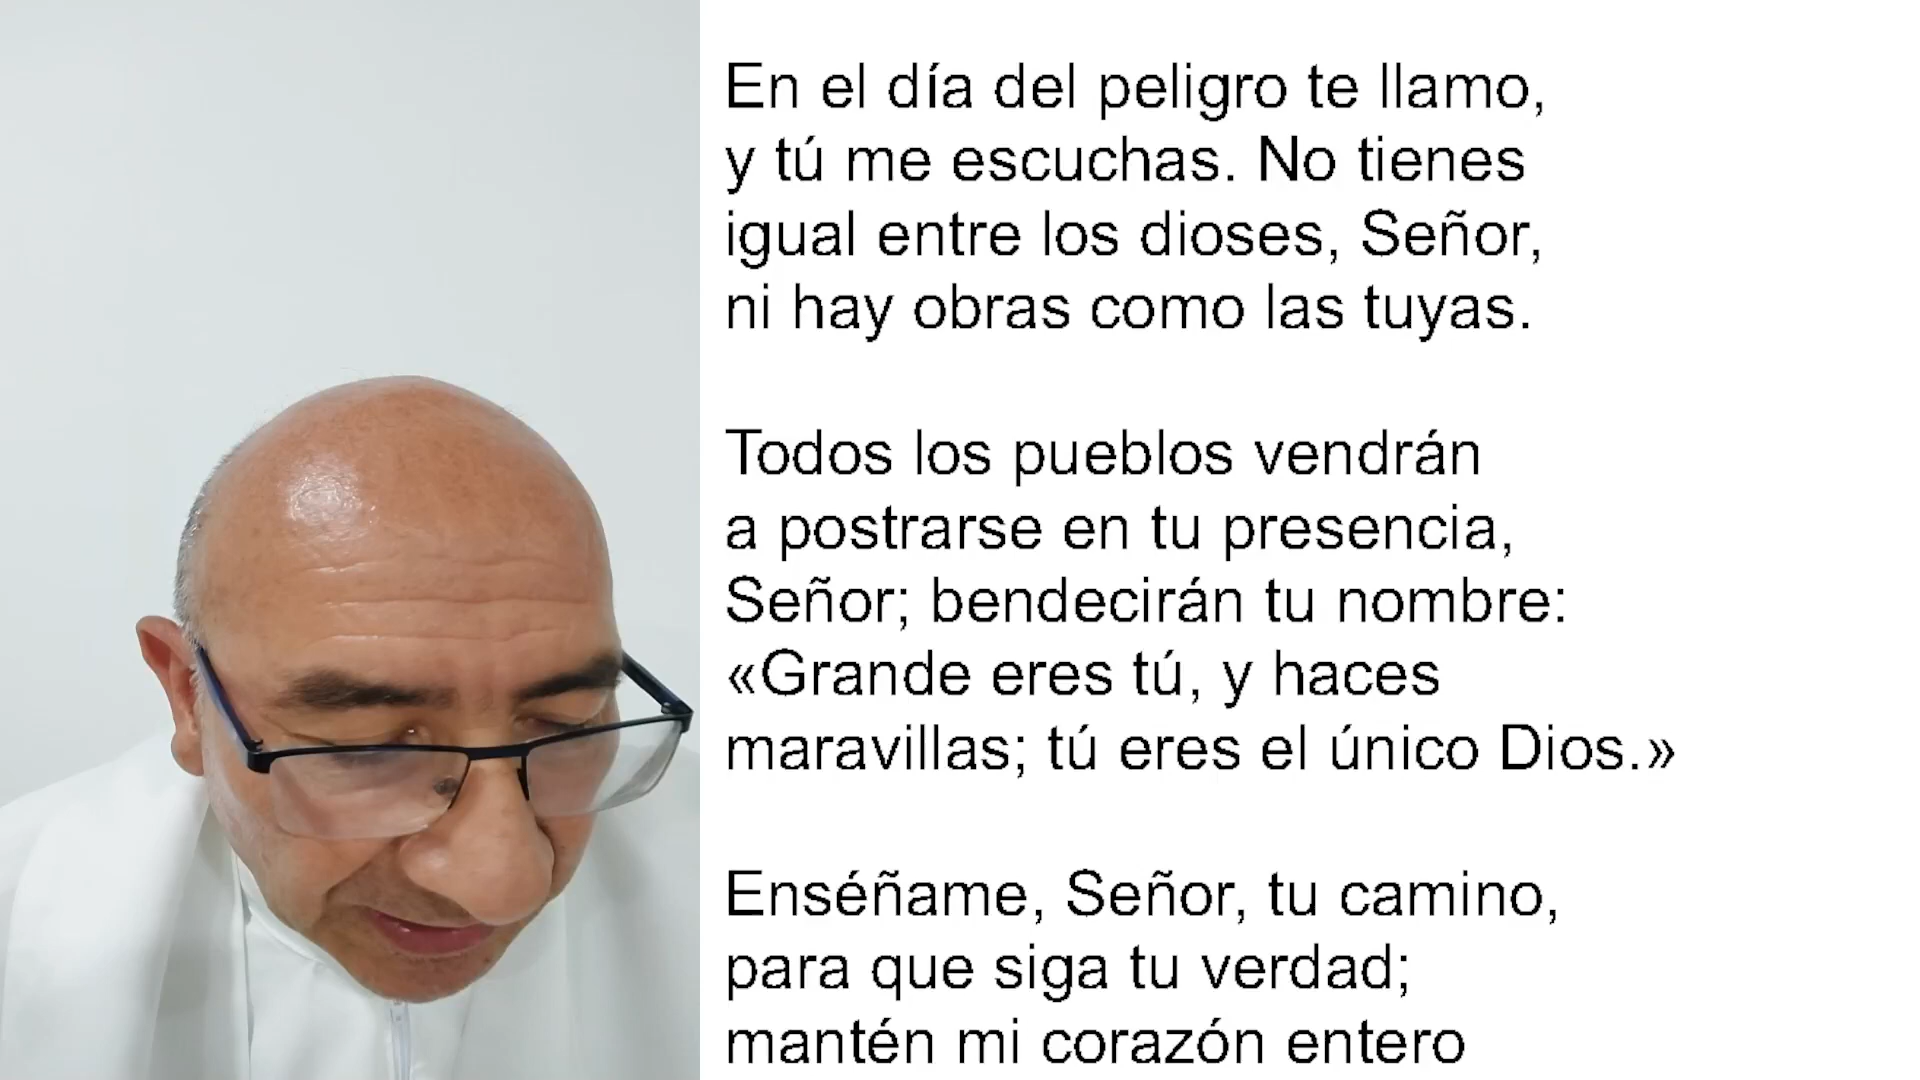 En el día del peligro te llamo,
y tú me escuchas. No tienes
igual entre los dioses, Señor,
ni hay obras como las tuyas.
Todos los pueblos vendrán
a postrarse en tu presencia,
Señor; bendecirán tu nombre:
«Grande eres tú, y haces
maravillas; tú eres el único Dios.»
Enséñame, Señor, tu camino,
para que siga tu verdad;
mantén mi corazón entero